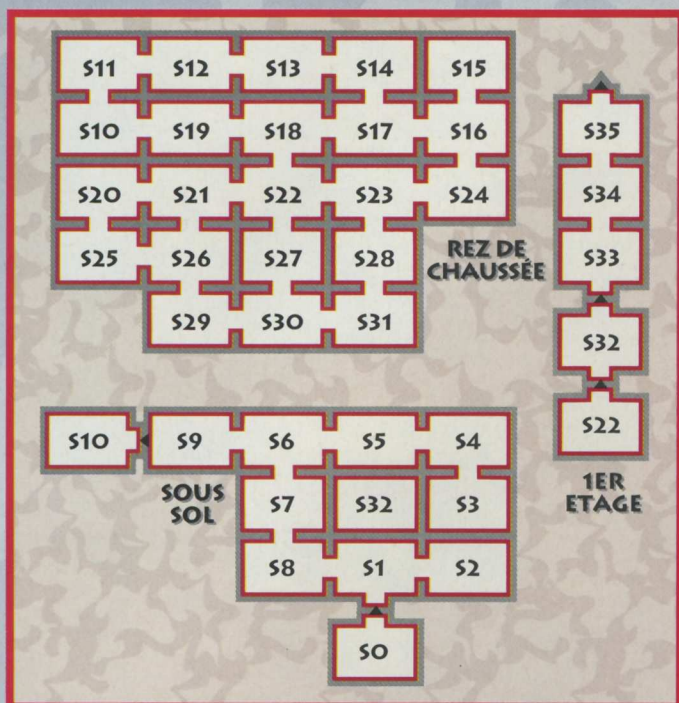 S11 S12 S13 S14 S15
S10 S19 S18 S17 S16
S20 S21 S22 S23 S24
S25 S26 S27 S28
S29 S30 S31
REZ DE
CHAUSSÉE
S35
S34
S33
S32
S22
1ER
ETAGE
S10 S9 S6 S5 S4
SOUS
SOL
S7 S32 S3
S8 S1 S2
S0